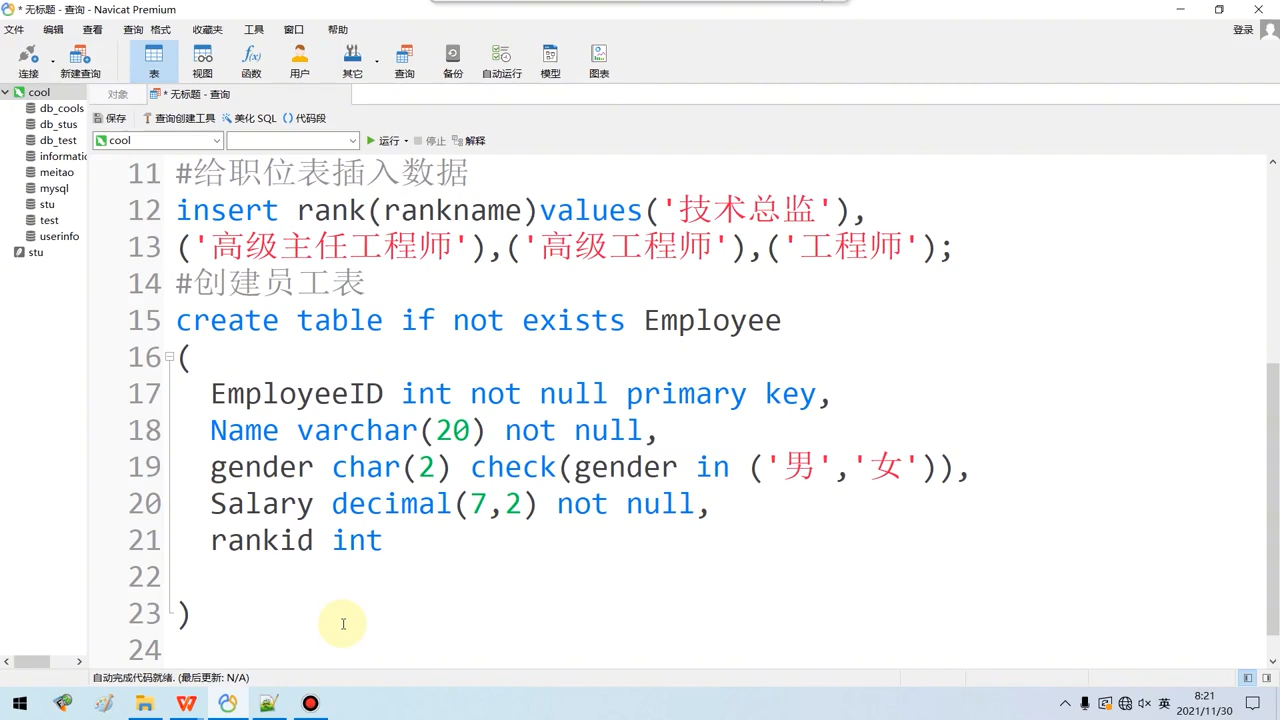 * 无标题 - 查询 - Navicat Premium
文件 编辑 查看 查询 格式 收藏夹 工具 窗口 帮助 登录
连接 新建查询 表 视图 函数 用户 其它 查询 备份 自动运行 模型 图表
cool
db_cools
db_stus
db_test
informatic
meitao
mysql
stu
test
userinfo
stu
对象 * 无标题 - 查询
保存 查询创建工具 美化 SQL () 代码段
cool 运行 停止 解释
11 #给职位表插入数据
12 insert rank(rankname)values('技术总监'),
13 ('高级主任工程师'),('高级工程师'),('工程师');
14 #创建员工表
15 create table if not exists Employee
16 (
17 EmployeeID int not null primary key,
18 Name varchar(20) not null,
19 gender char(2) check(gender in ('男','女')),
20 Salary decimal(7,2) not null,
21 rankid int
22
23 )
24
自动完成代码就绪. (最后更新: N/A)
英 8:21
2021/11/30